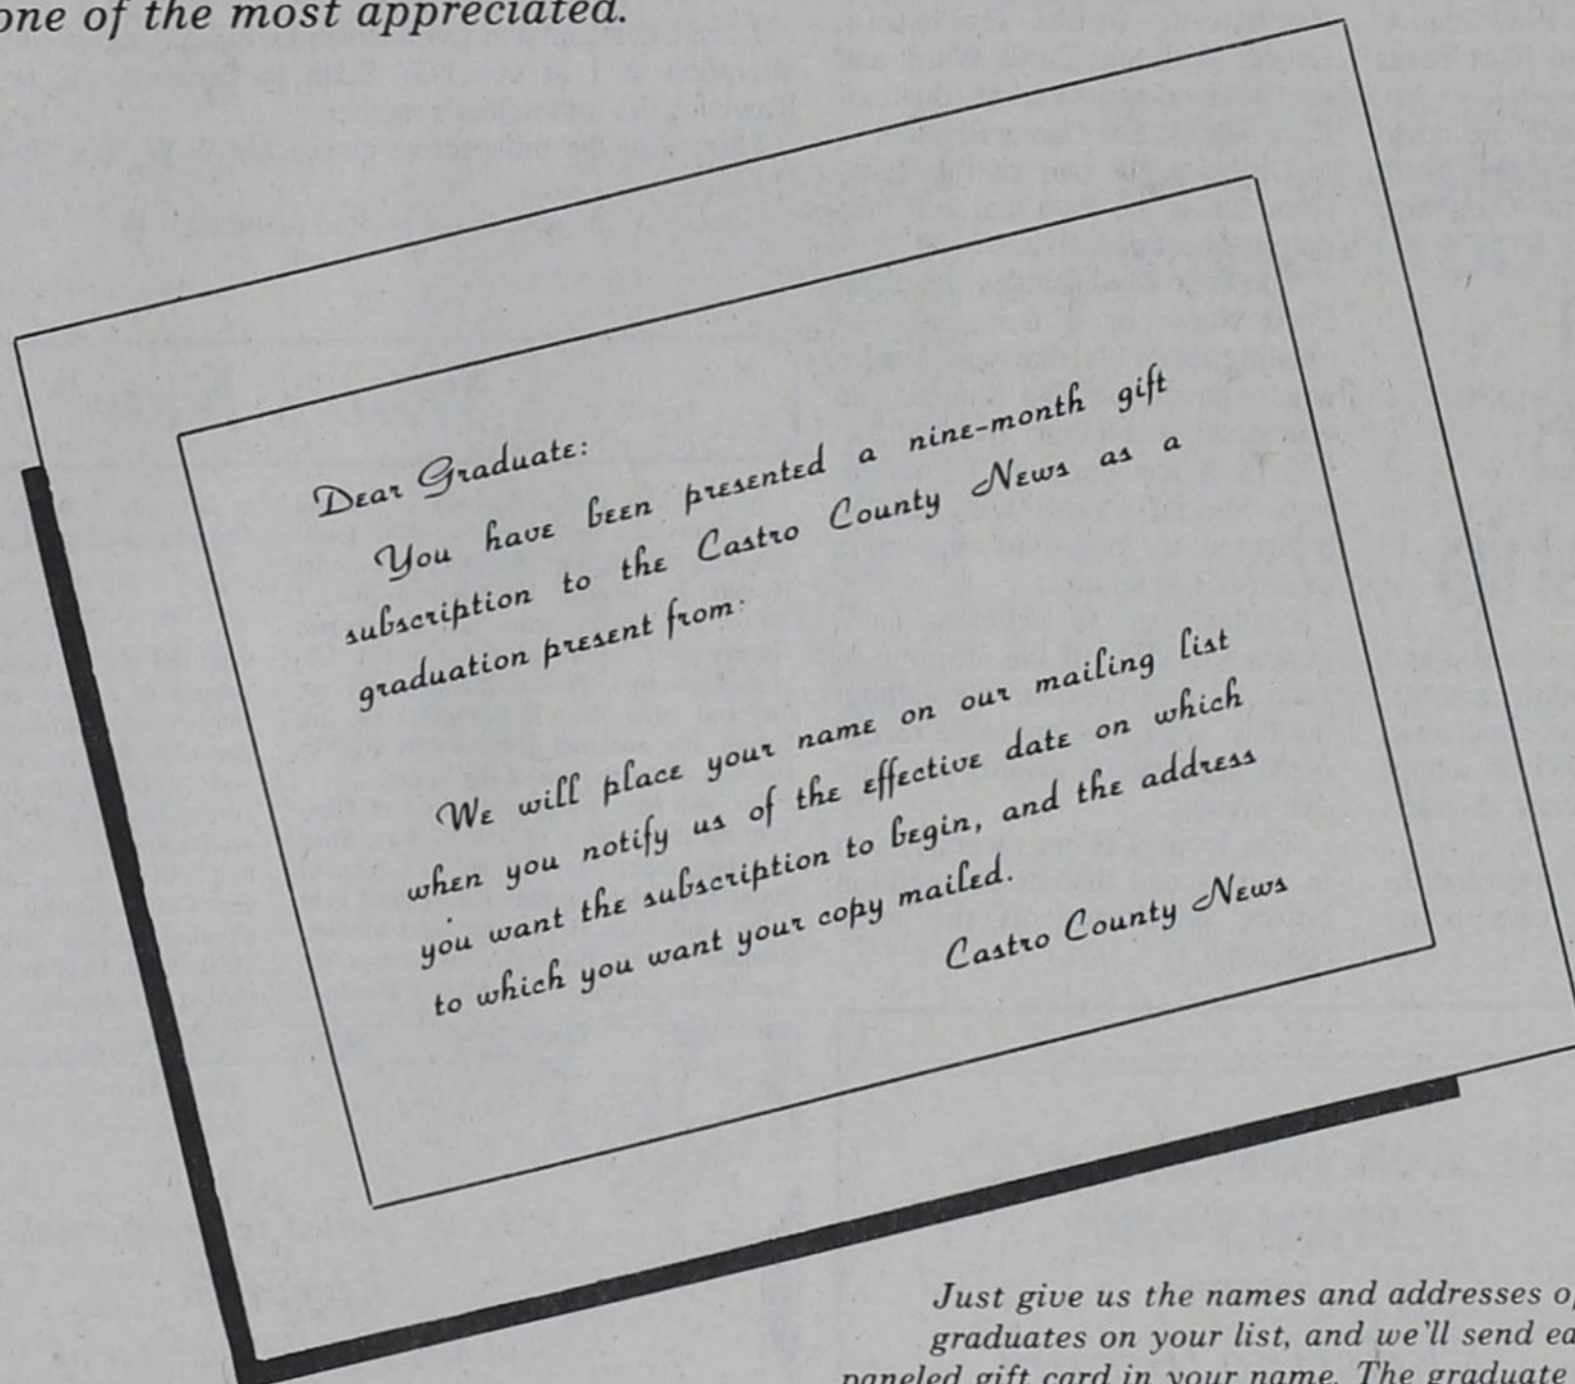 one of the most appreciated.
Dear Graduate:
You have been presented a nine-month gift
subscription to the Castro County News as a
graduation present from:
We will place your name on our mailing list
when you notify us of the effective date on which
you want the subscription to begin, and the address
to which you want your copy mailed.
Castro County News
Just give us the names and addresses
graduates on your list, and we'll send
paneled gift card in your name. The graduate